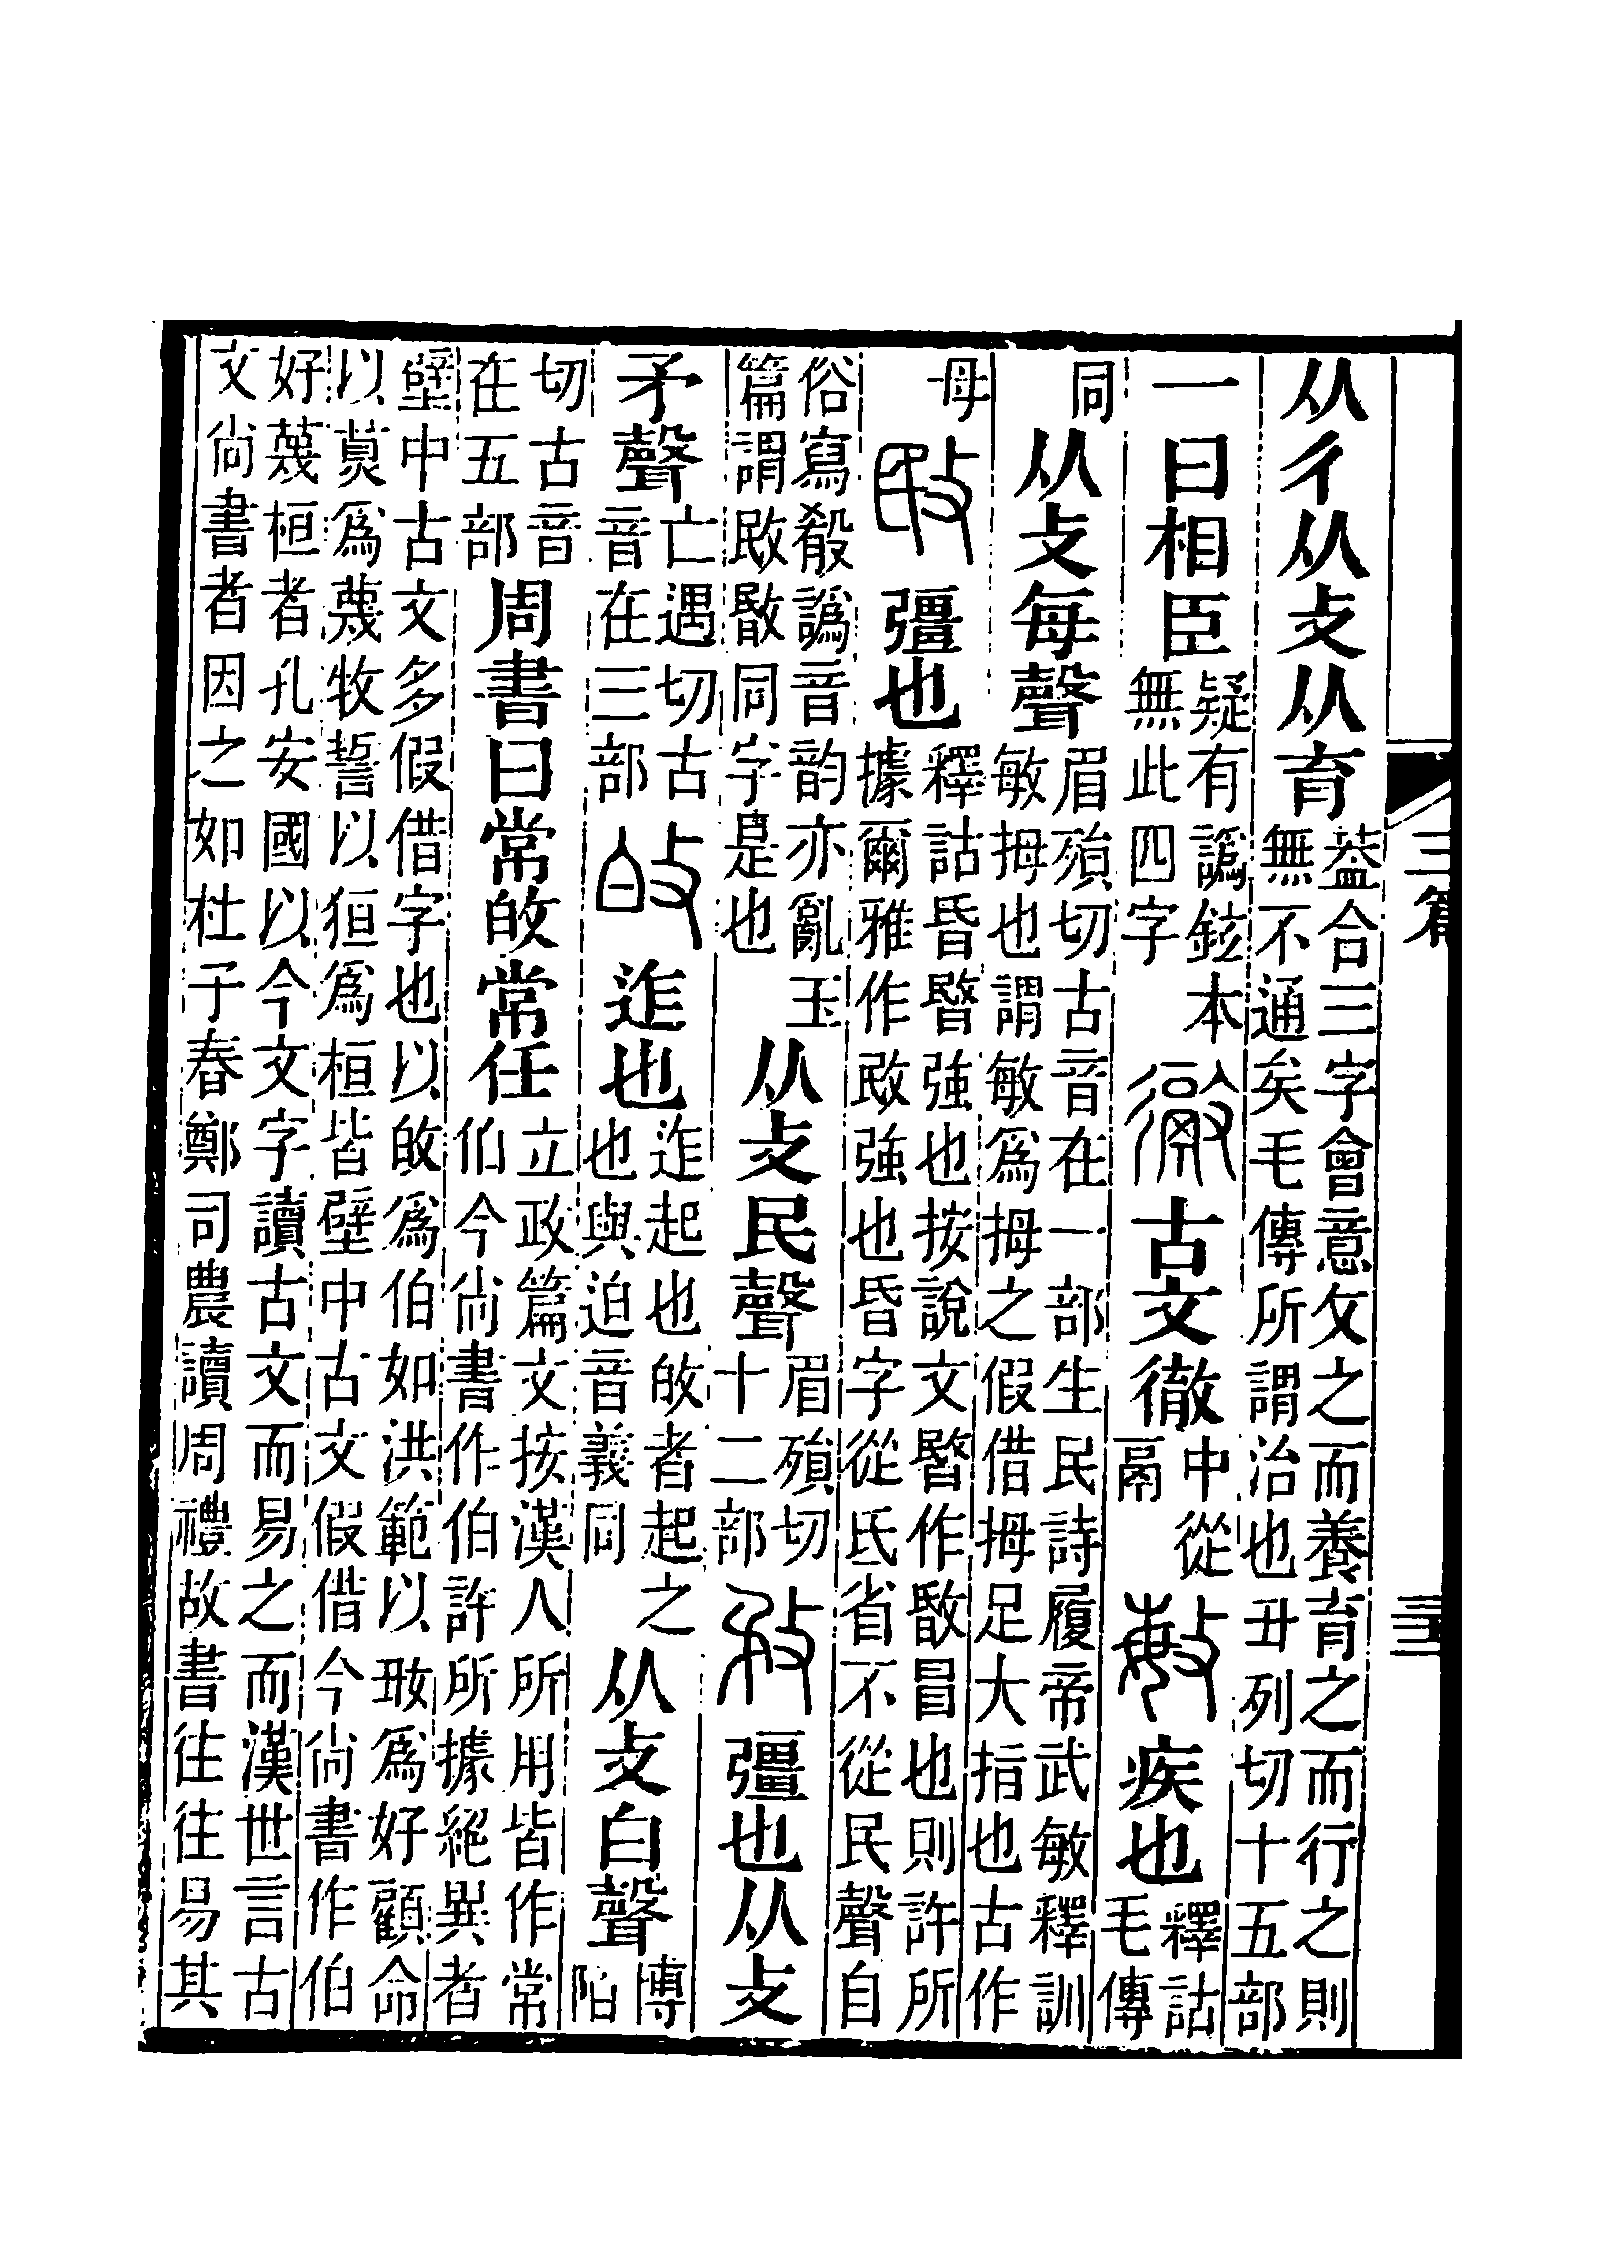 三篇
从彳从攴从育葢合三字會意攵之而養育之而行之則
無不通矣毛傳所謂治也丑列切十五部
一曰相臣疑有譌鉉本
無此四字徹古文徹中從
鬲敏疾也釋詁
毛傳
同从攴每聲眉殞切古音在一部生民詩履帝武敏釋訓
敏拇也謂敏爲拇之假借拇足大指也古作
母敃彊也釋詁昬暋強也按說文暋作敯冒也則許所
據爾雅作敃強也昏字從氐省不從民聲自
俗寫殽譌音韵亦亂玉
篇謂敃敯同字是也从攴民聲眉殞切
十二部敄彊也从攴
矛聲亡遇切古
音在三部敀迮也迮起也敀者起之
也與迫音義同从攴白聲博
陌
切古音
在五部周書曰常敀常任立政篇文按漢人所用皆作常
伯今尚書作伯許所據絕異者
壁中古文多假借字也以敀爲伯如洪範以爲好顧命
以爲蔑牧誓以狟爲桓皆壁中古文假借今尚書作伯
好蔑桓者孔安國以今文字讀古文而易之而漢世言古
文尚書者因之如杜子春鄭司農讀周禮故書往往易其